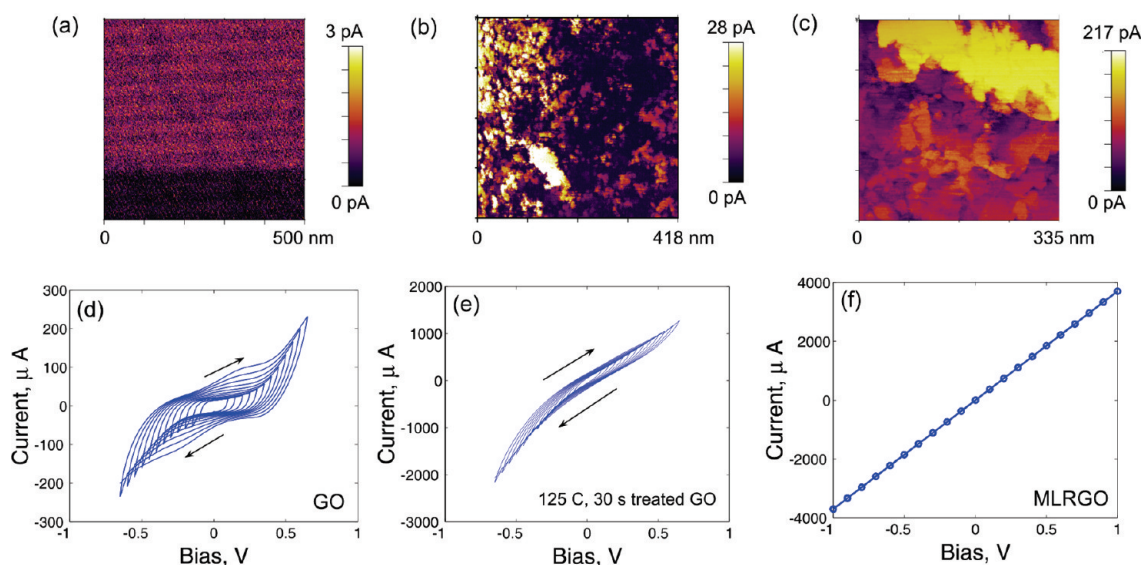 (a)
3 pA
0 pA
0
500 nm
(b)
28 pA
0 pA
0
418 nm
(c)
217 pA
0 pA
0
335 nm
(d)
300
200
100
0
-100
-200
-300
-1
-0.5
0
0.5
1
Current, μ A
Bias, V
GO
(e)
2000
1000
0
-1000
-2000
-3000
-1
-0.5
0
0.5
1
Current, μ A
Bias, V
125 C, 30 s treated GO
(f)
4000
2000
0
-2000
-4000
-1
-0.5
0
0.5
1
Current, μ A
Bias, V
MLRGO